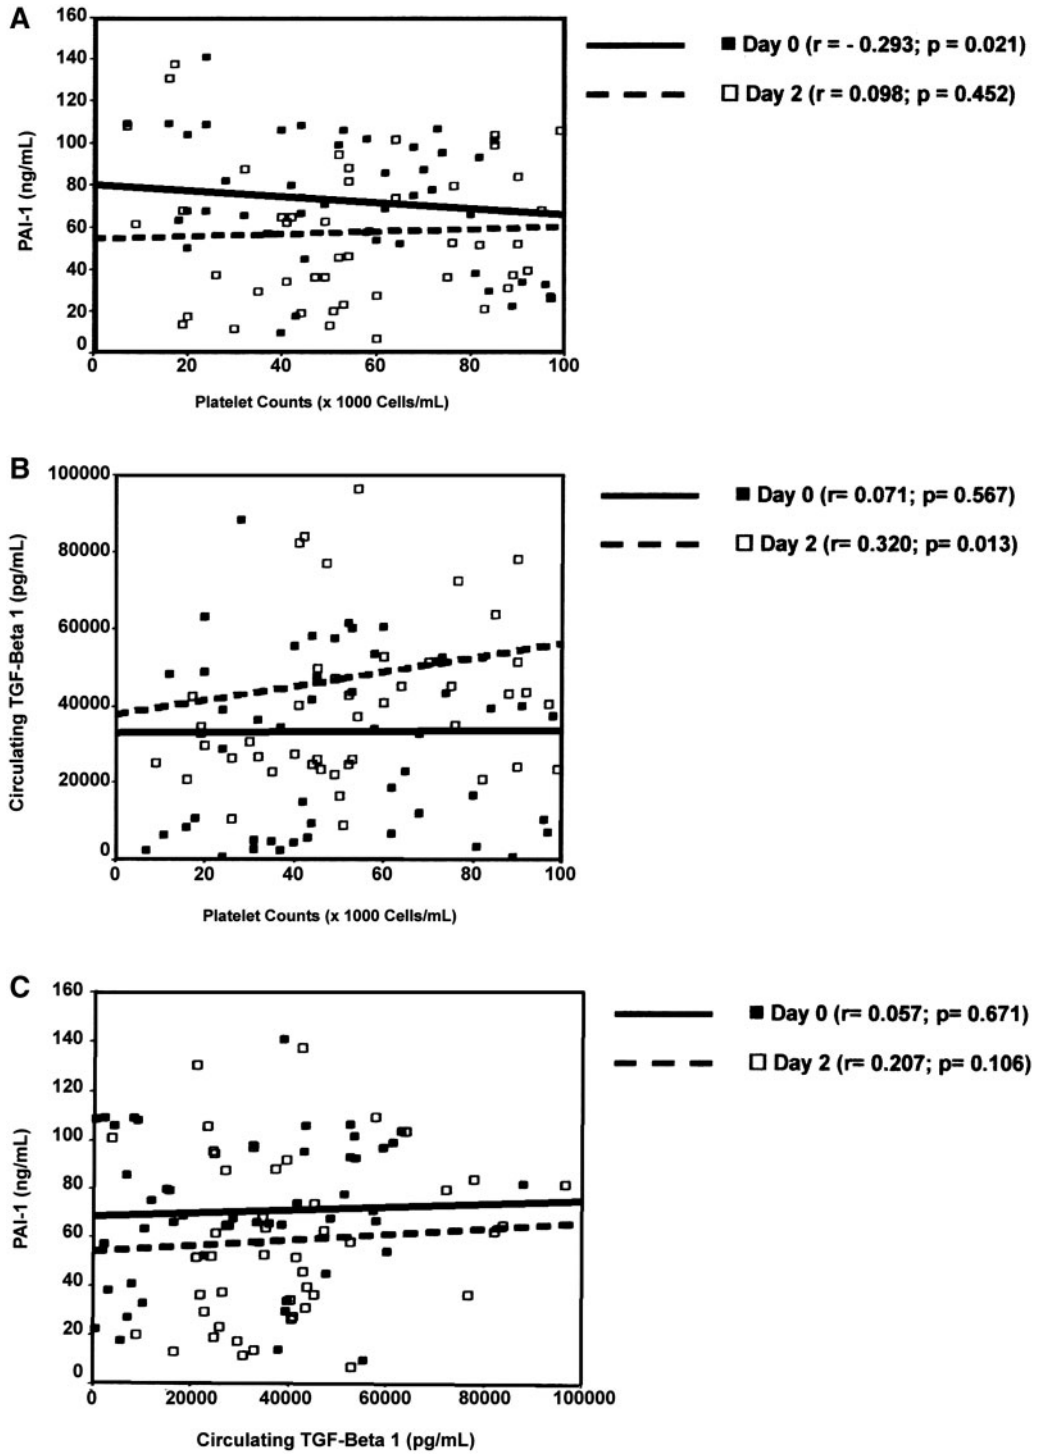 A
160
140
120
100
80
60
40
20
0
PAI-1 (ng/mL)
0 20 40 60 80 100
Platelet Counts (x 1000 Cells/mL)
Day 0 (r = - 0.293; p = 0.021)
Day 2 (r = 0.098; p = 0.452)
B
100000
80000
60000
40000
20000
0
Circulating TGF-Beta 1 (pg/mL)
0 20 40 60 80 100
Platelet Counts (x 1000 Cells/mL)
Day 0 (r= 0.071; p= 0.567)
Day 2 (r= 0.320; p= 0.013)
C
160
140
120
100
80
60
40
20
0
PAI-1 (ng/mL)
0 20000 40000 60000 80000 100000
Circulating TGF-Beta 1 (pg/mL)
Day 0 (r= 0.057; p= 0.671)
Day 2 (r= 0.207; p= 0.106)